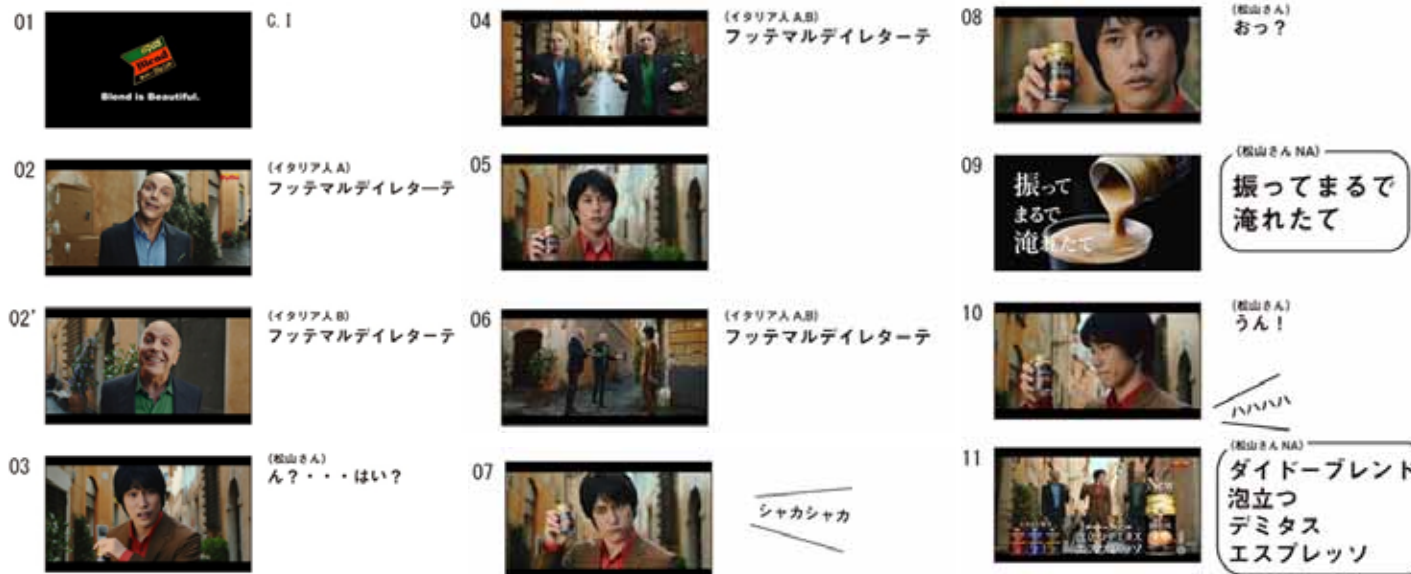 01
C. I
Blend
Blend is Beautiful.
02
(イタリア人 A)
フッテマルデイレターテ
02'
(イタリア人 B)
フッテマルデイレターテ
03
(松山さん)
ん？・・・はい？
04
(イタリア人 A,B)
フッテマルデイレターテ
05
06
(イタリア人 A,B)
フッテマルデイレターテ
07
シャカシャカ
08
(松山さん)
おっ？
09
振って
まるで
淹れたて
(松山さん NA)
振ってまるで
淹れたて
10
(松山さん)
うん！
ハハハハ
11
New
(松山さん NA)
ダイドーブレンド
泡立つ
デミタス
エスプレッソ